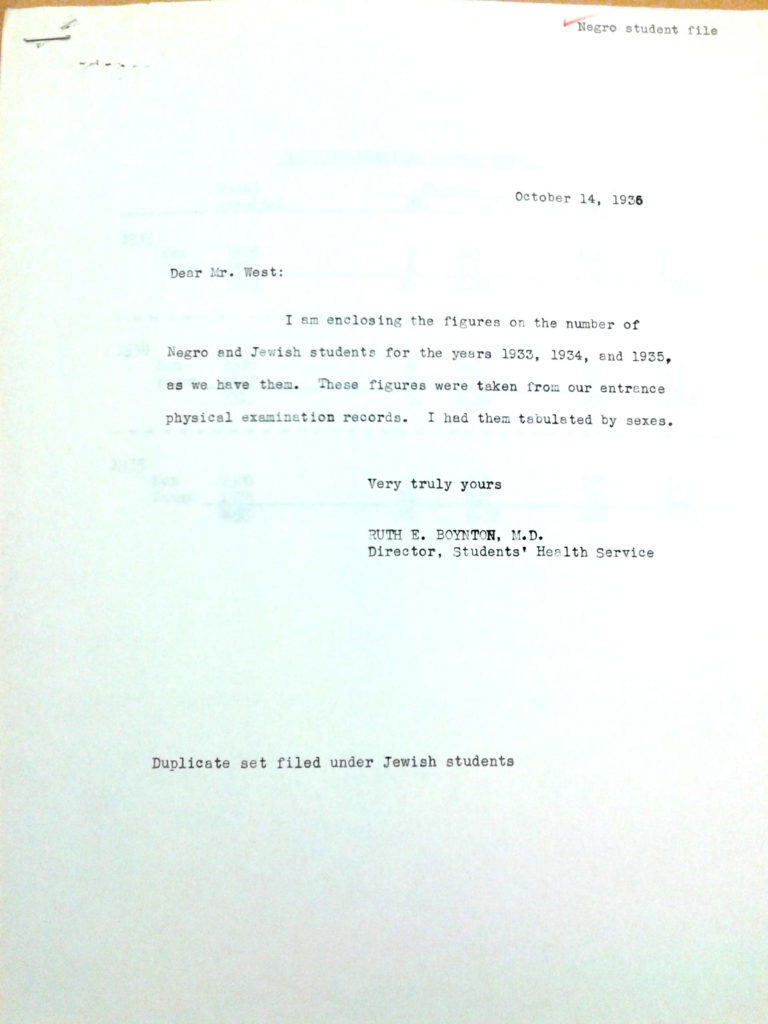 Negro student file
October 14, 1936
Dear Mr. West:
I am enclosing the figures on the number of
Negro and Jewish students for the years 1933, 1934, and 1935,
as we have them. These figures were taken from our entrance
physical examination records. I had them tabulated by sexes.
Very truly yours
RUTH E. BOYNTON, M.D.
Director, Students' Health Service
Duplicate set filed under Jewish students